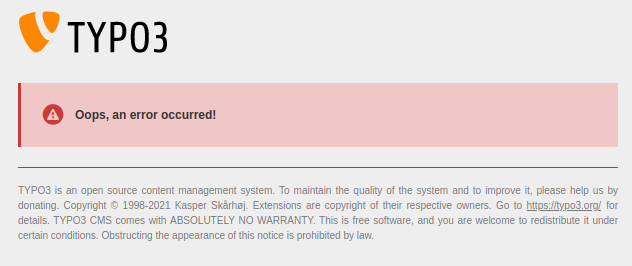 TYPO3
Oops, an error occurred!
TYPO3 is an open source content management system. To maintain the quality of the system and to improve it, please help us by
donating. Copyright © 1998-2021 Kasper Skårhøj. Extensions are copyright of their respective owners. Go to https://typo3.org/ for
details. TYPO3 CMS comes with ABSOLUTELY NO WARRANTY. This is free software, and you are welcome to redistribute it under
certain conditions. Obstructing the appearance of this notice is prohibited by law.